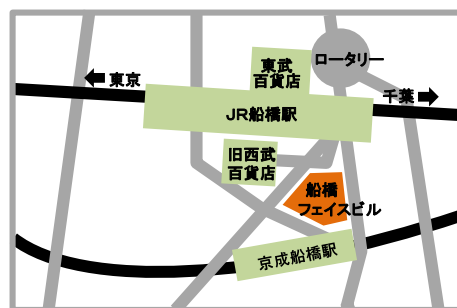 ロータリー
東武
百貨店
東京
千葉
JR船橋駅
旧西武
百貨店
船橋
フェイスビル
京成船橋駅